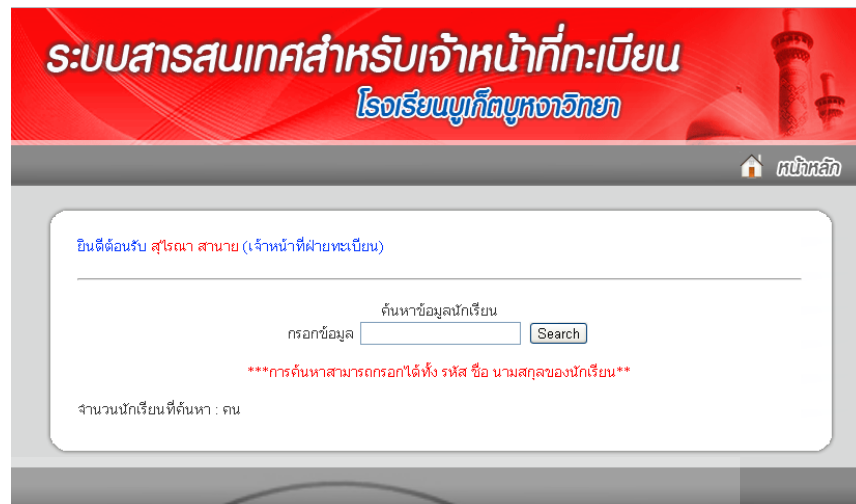 ระบบสารสนเทศสำหรับเจ้าหน้าที่ทะเบียน
โรงเรียนบูเก็ตบูหงาวิทยา
หน้าหลัก
ยินดีต้อนรับ สุไรณา สานาย (เจ้าหน้าที่ฝ่ายทะเบียน)
ค้นหาข้อมูลนักเรียน
กรอกข้อมูล Search
***การค้นหาสามารถกรอกได้ทั้ง รหัส ชื่อ นามสกุลของนักเรียน**
จำนวนนักเรียนที่ค้นหา : คน